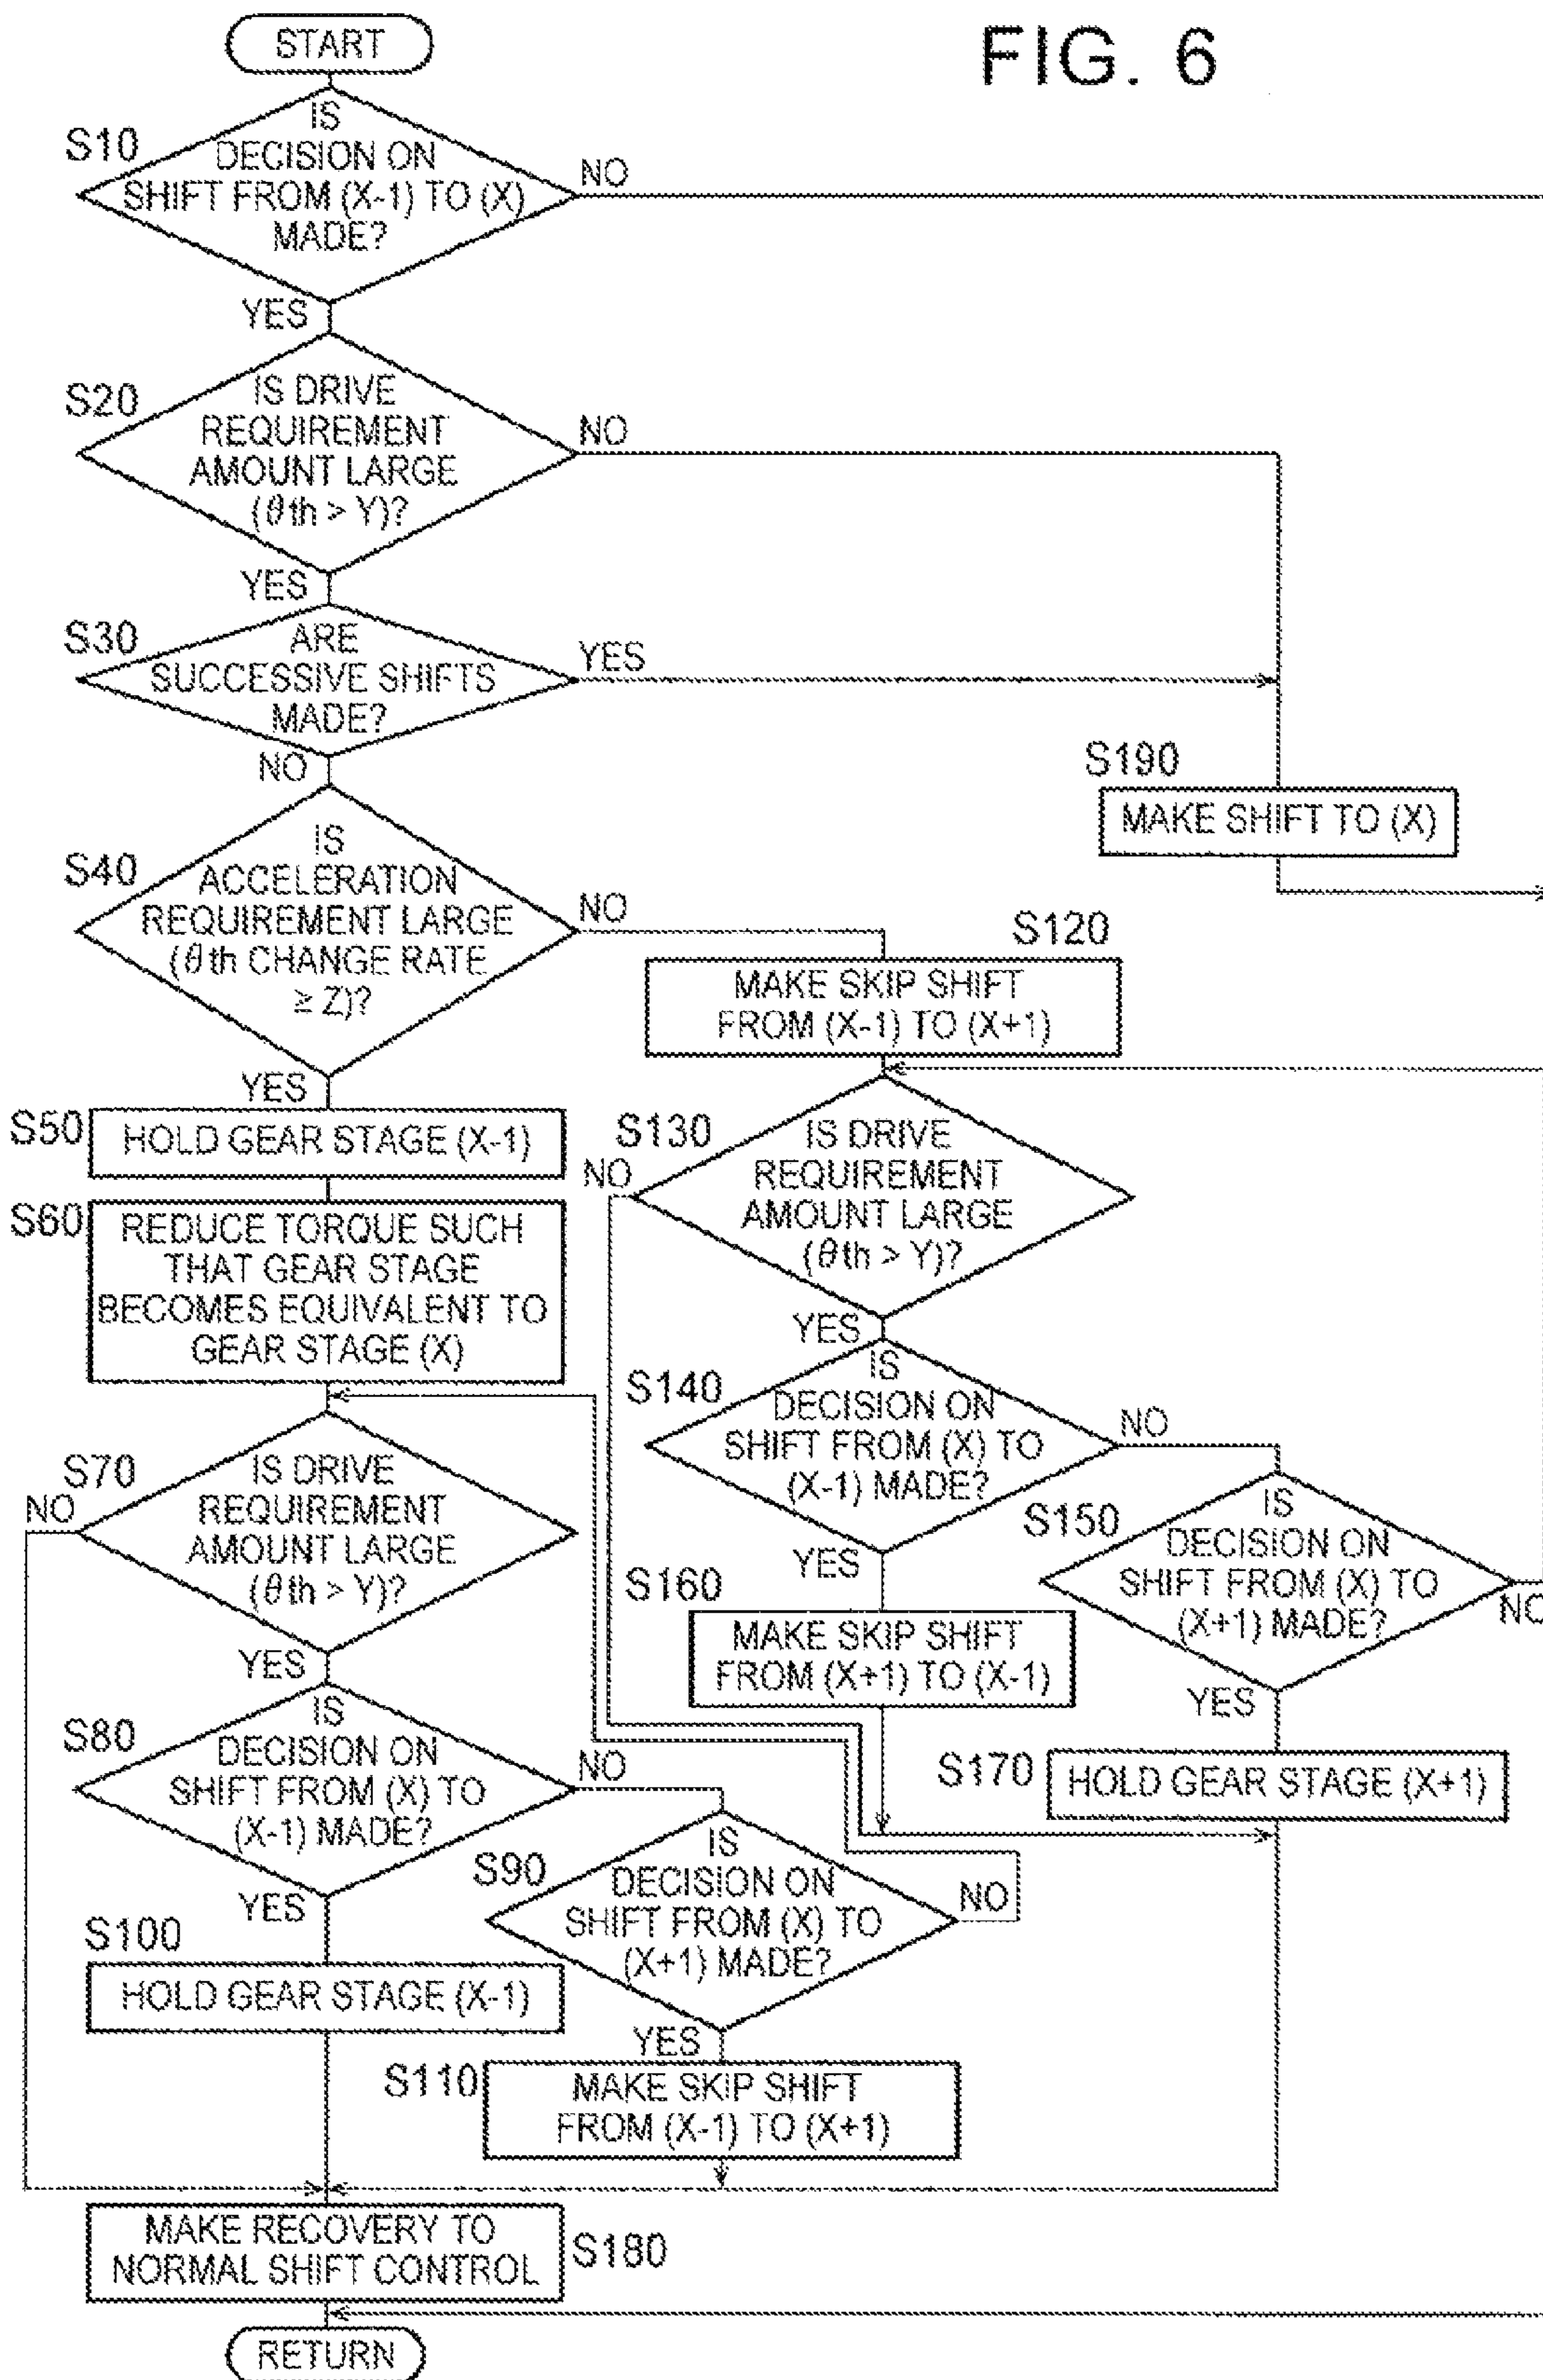 FIG. 6
START
S10
IS
DECISION ON
SHIFT FROM (X-1) TO (X)
MADE?
NO
YES
S20
IS DRIVE
REQUIREMENT
AMOUNT LARGE
(θth > Y)?
NO
YES
S30
ARE
SUCCESSIVE SHIFTS
MADE?
YES
NO
S190
MAKE SHIFT TO (X)
S40
IS
ACCELERATION
REQUIREMENT LARGE
(θth CHANGE RATE
≥ Z)?
NO
YES
S120
MAKE SKIP SHIFT
FROM (X-1) TO (X+1)
S50
HOLD GEAR STAGE (X-1)
S130
IS DRIVE
REQUIREMENT
AMOUNT LARGE
(θth > Y)?
NO
YES
S60
REDUCE TORQUE SUCH
THAT GEAR STAGE
BECOMES EQUIVALENT TO
GEAR STAGE (X)
S140
IS
DECISION ON
SHIFT FROM (X) TO
(X-1) MADE?
NO
YES
S70
IS DRIVE
REQUIREMENT
AMOUNT LARGE
(θth > Y)?
NO
YES
S150
IS
DECISION ON
SHIFT FROM (X) TO
(X+1) MADE?
NO
YES
S160
MAKE SKIP SHIFT
FROM (X+1) TO (X-1)
S80
IS
DECISION ON
SHIFT FROM (X) TO
(X-1) MADE?
NO
YES
S170
HOLD GEAR STAGE (X+1)
S90
IS
DECISION ON
SHIFT FROM (X) TO
(X+1) MADE?
NO
YES
S100
HOLD GEAR STAGE (X-1)
S110
MAKE SKIP SHIFT
FROM (X-1) TO (X+1)
MAKE RECOVERY TO
NORMAL SHIFT CONTROL
S180
RETURN